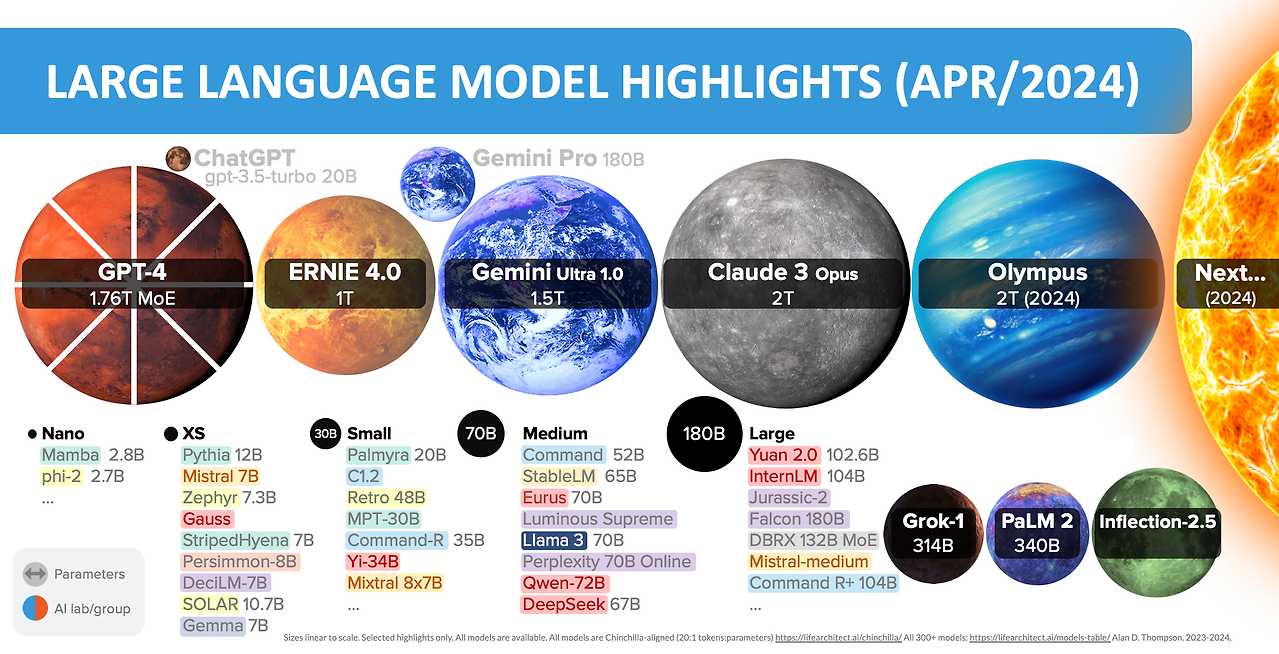 LARGE LANGUAGE MODEL HIGHLIGHTS (APR/2024)
ChatGPT
gpt-3.5-turbo 20B
Gemini Pro 180B
GPT-4
1.76T MoE
ERNIE 4.0
1T
Gemini Ultra 1.0
1.5T
Claude 3 Opus
2T
Olympus
2T (2024)
Next...
(2024)
Nano
Mamba 2.8B
phi-2 2.7B
...
XS
Pythia 12B
Mistral 7B
Zephyr 7.3B
Gauss
StripedHyena 7B
Persimmon-8B
DeciLM-7B
SOLAR 10.7B
Gemma 7B
30B
Small
Palmyra 20B
C1.2
Retro 48B
MPT-30B
Command-R 35B
Yi-34B
Mixtral 8x7B
...
70B
Medium
Command 52B
StableLM 65B
Eurus 70B
Luminous Supreme
Llama 3 70B
Perplexity 70B Online
Qwen-72B
DeepSeek 67B
180B
Large
Yuan 2.0 102.6B
InternLM 104B
Jurassic-2
Falcon 180B
DBRX 132B MoE
Mistral-medium
Command R+ 104B
...
Grok-1
314B
PaLM 2
340B
Inflection-2.5
Parameters
AI lab/group
Sizes linear to scale. Selected highlights only. All models are available. All models are Chinchilla-aligned (20:1 tokens:parameters) https://lifearchitect.ai/chinchilla/ All 300+ models: https://lifearchitect.ai/models-table/ Alan D. Thompson. 2023-2024.